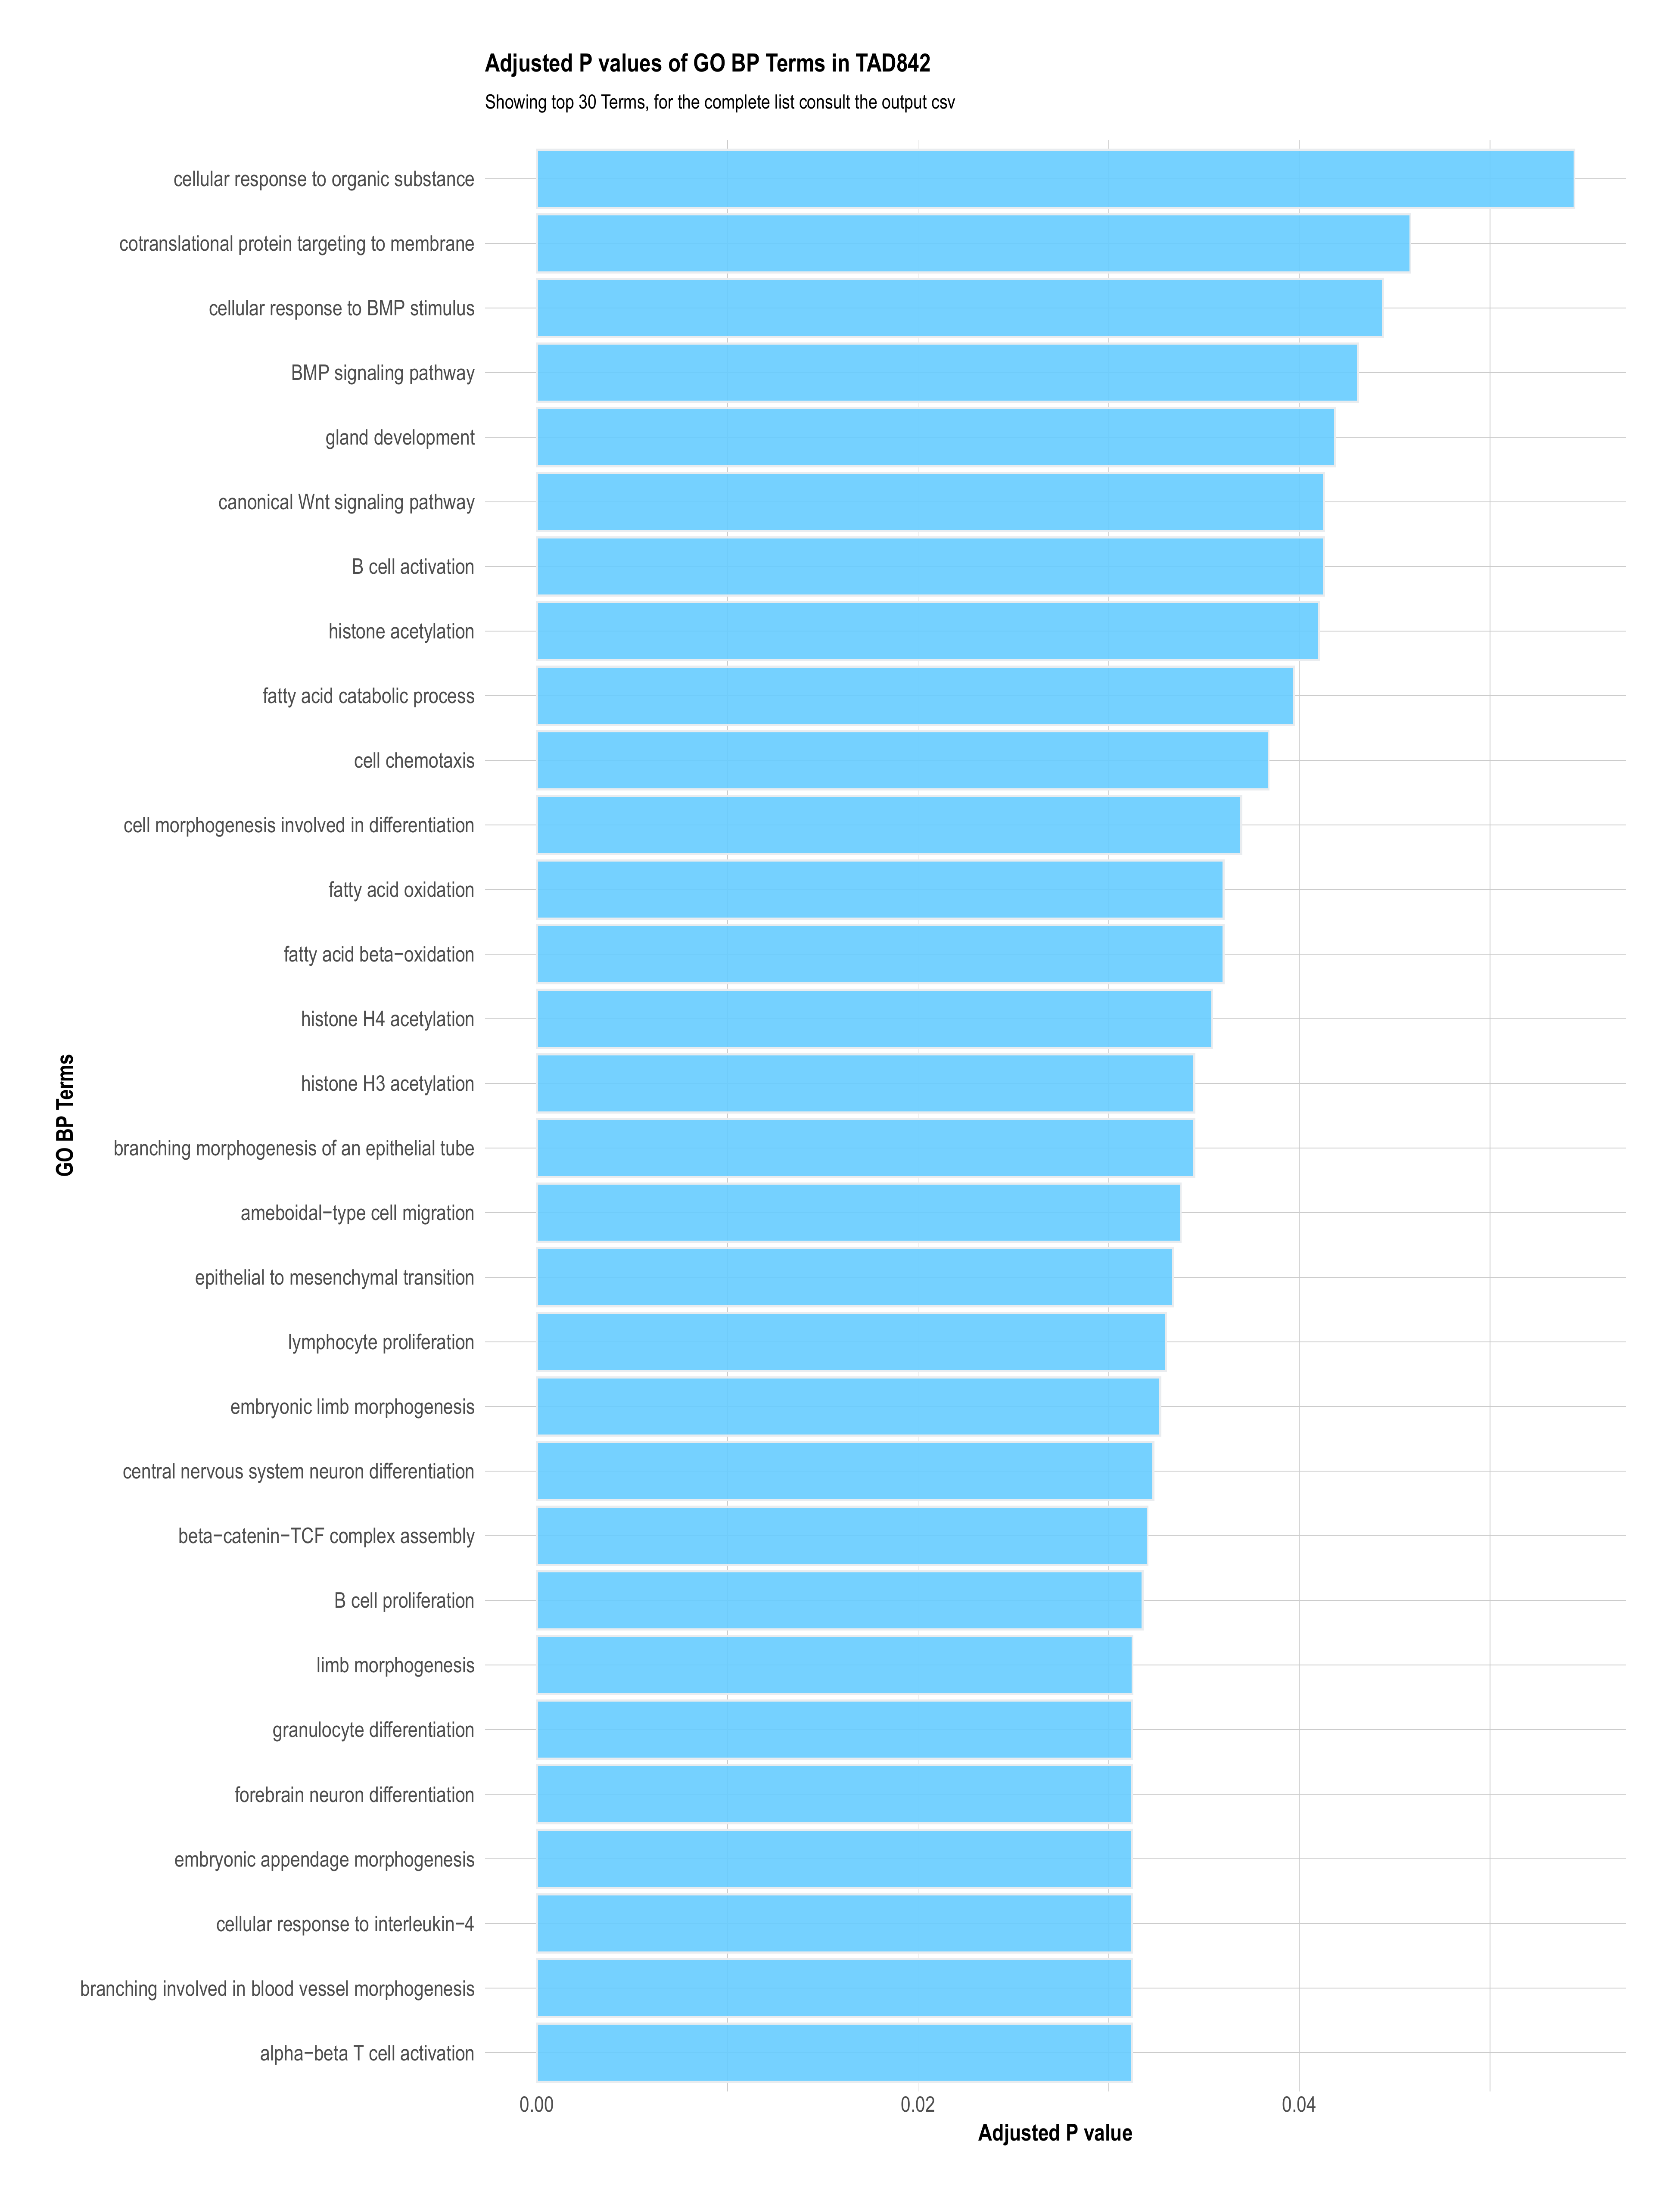 Adjusted P values of GO BP Terms in TAD842
Showing top 30 Terms, for the complete list consult the output csv
cellular response to organic substance
cotranslational protein targeting to membrane
cellular response to BMP stimulus
BMP signaling pathway
gland development
canonical Wnt signaling pathway
B cell activation
histone acetylation
fatty acid catabolic process
cell chemotaxis
cell morphogenesis involved in differentiation
fatty acid oxidation
fatty acid beta−oxidation
histone H4 acetylation
histone H3 acetylation
branching morphogenesis of an epithelial tube
ameboidal−type cell migration
epithelial to mesenchymal transition
lymphocyte proliferation
embryonic limb morphogenesis
central nervous system neuron differentiation
beta−catenin−TCF complex assembly
B cell proliferation
limb morphogenesis
granulocyte differentiation
forebrain neuron differentiation
embryonic appendage morphogenesis
cellular response to interleukin−4
branching involved in blood vessel morphogenesis
alpha−beta T cell activation
GO BP Terms
0.00 0.02 0.04
Adjusted P value